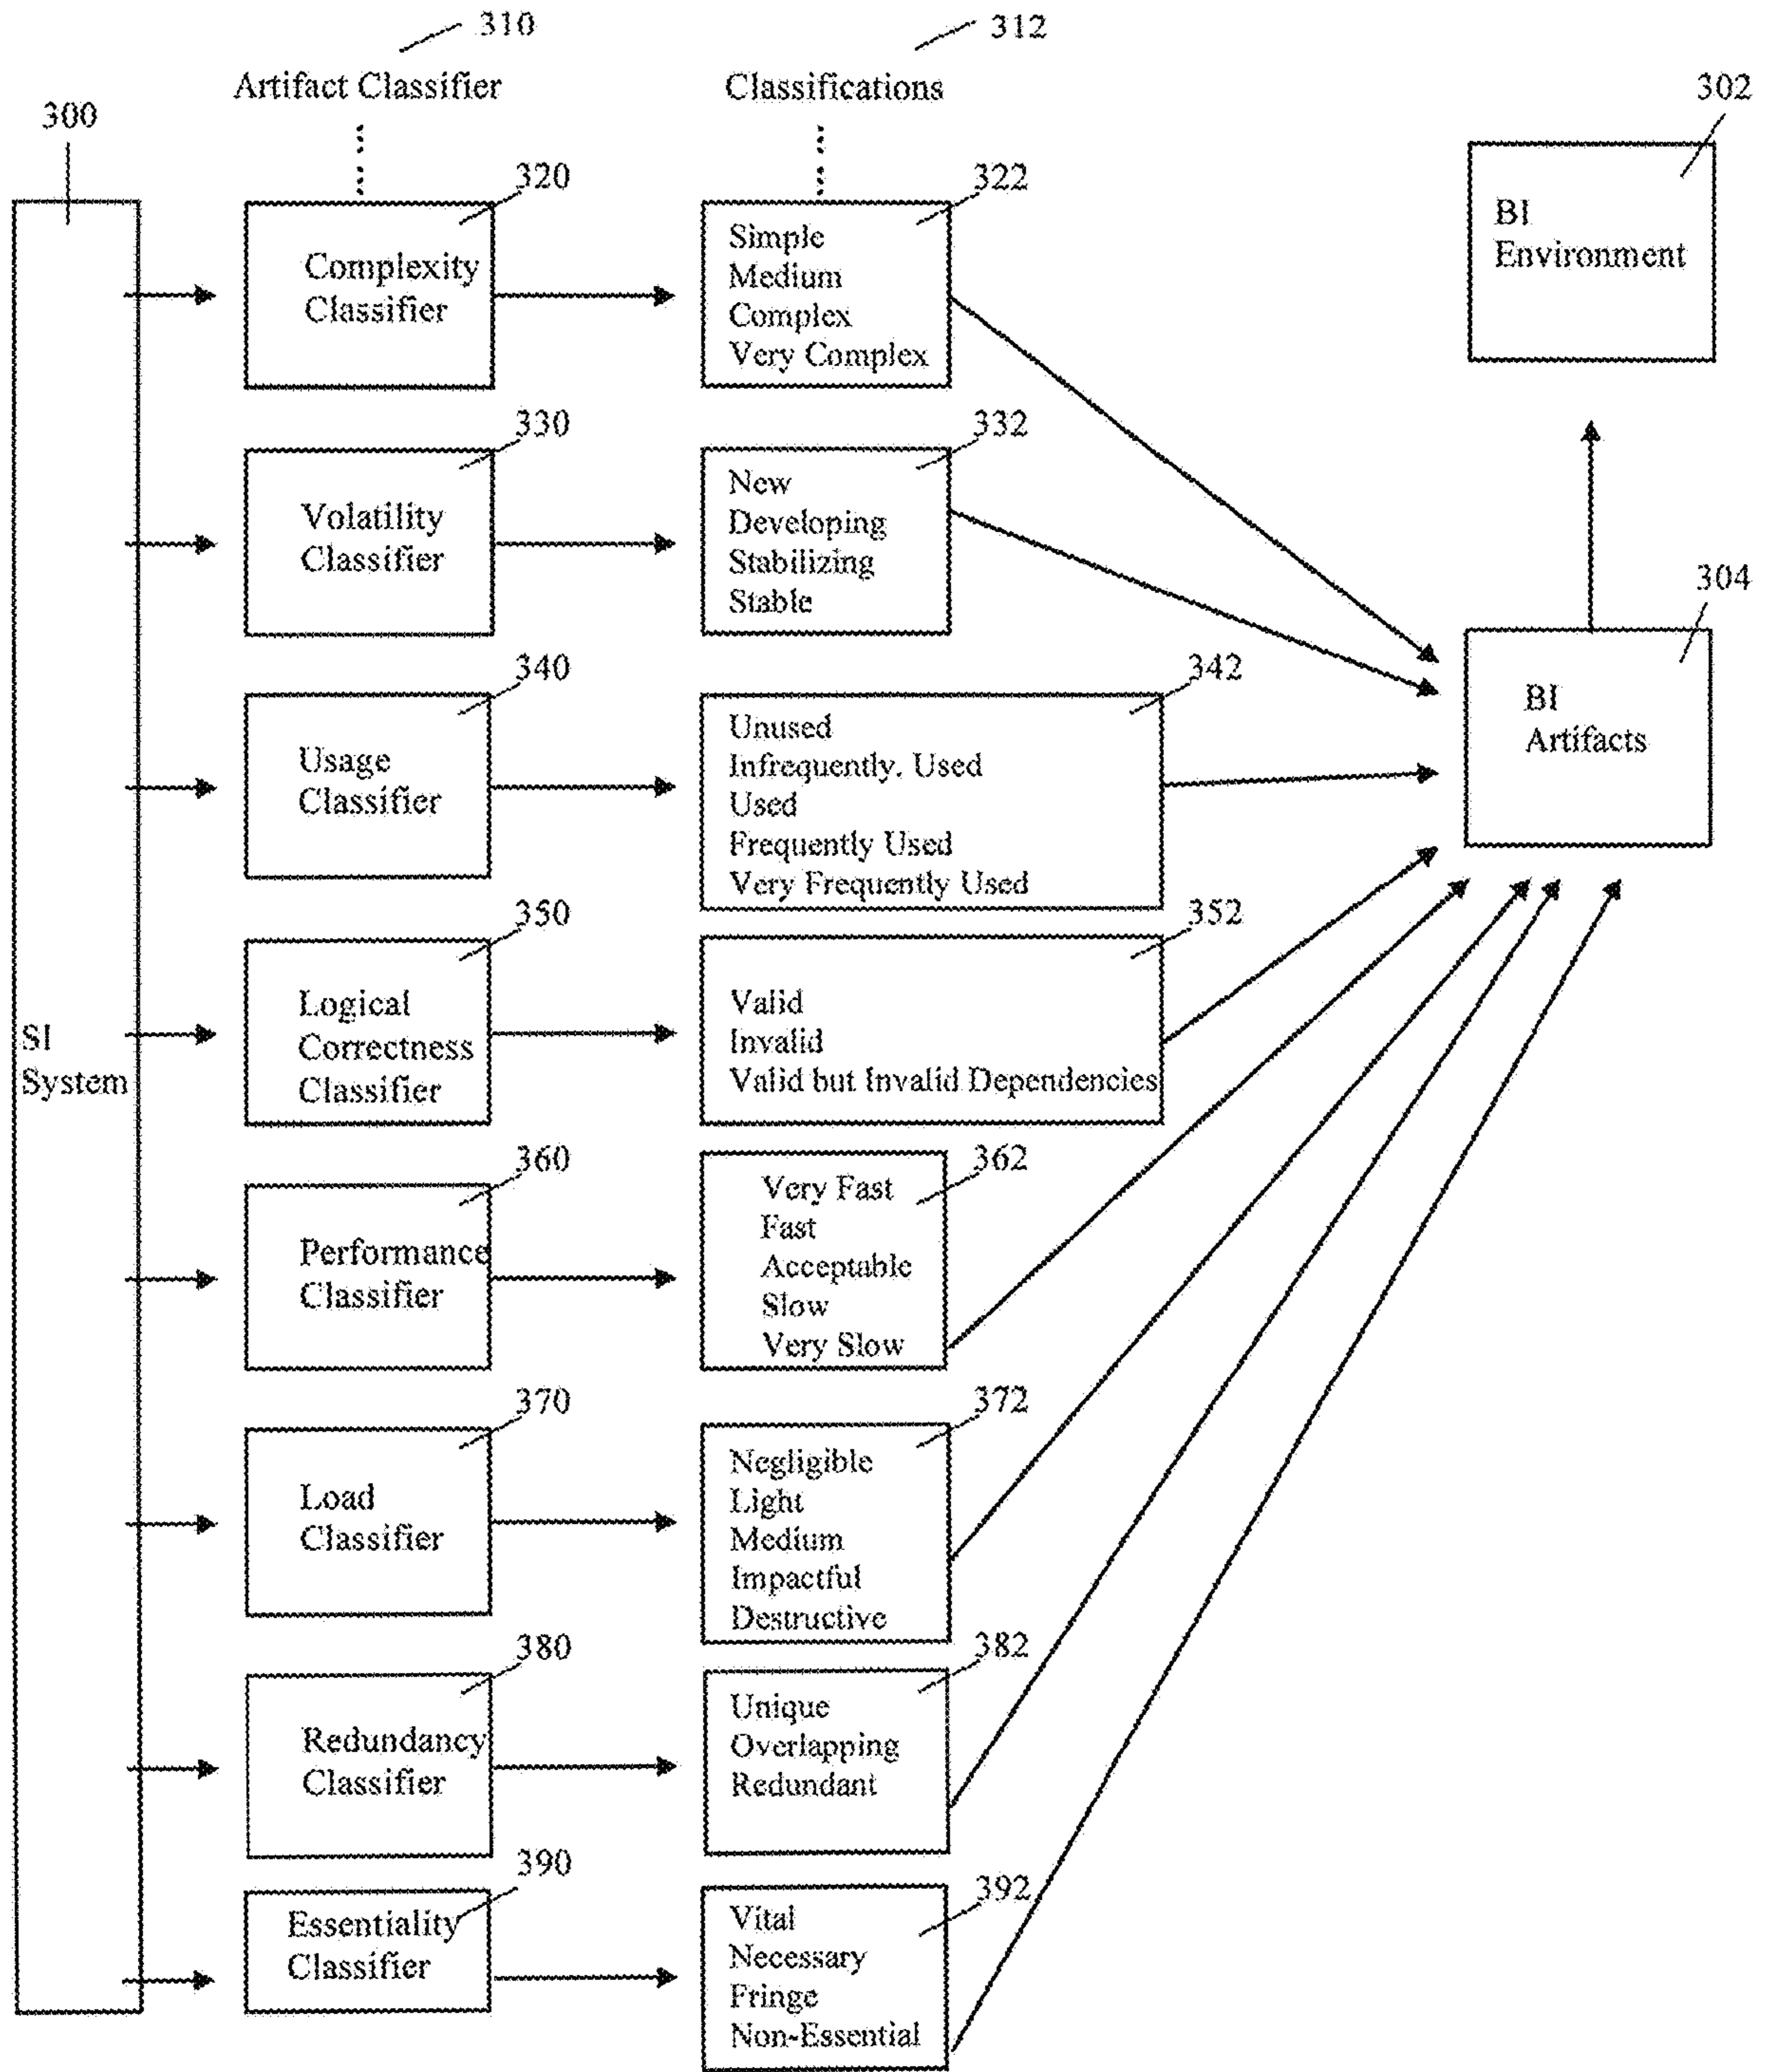 310
312
Artifact Classifier
Classifications
302
300
320
322
BI
Environment
Complexity
Classifier
Simple
Medium
Complex
Very Complex
330
332
Volatility
Classifier
New
Developing
Stabilizing
Stable
304
340
342
Usage
Classifier
Unused
Infrequently. Used
Used
Frequently Used
Very Frequently Used
BI
Artifacts
350
352
SI
System
Logical
Correctness
Classifier
Valid
Invalid
Valid but Invalid Dependencies
360
362
Performance
Classifier
Very Fast
Fast
Acceptable
Slow
Very Slow
370
372
Load
Classifier
Negligible
Light
Medium
Impactful
Destructive
380
382
Redundancy
Classifier
Unique
Overlapping
Redundant
390
392
Essentiality
Classifier
Vital
Necessary
Fringe
Non-Essential